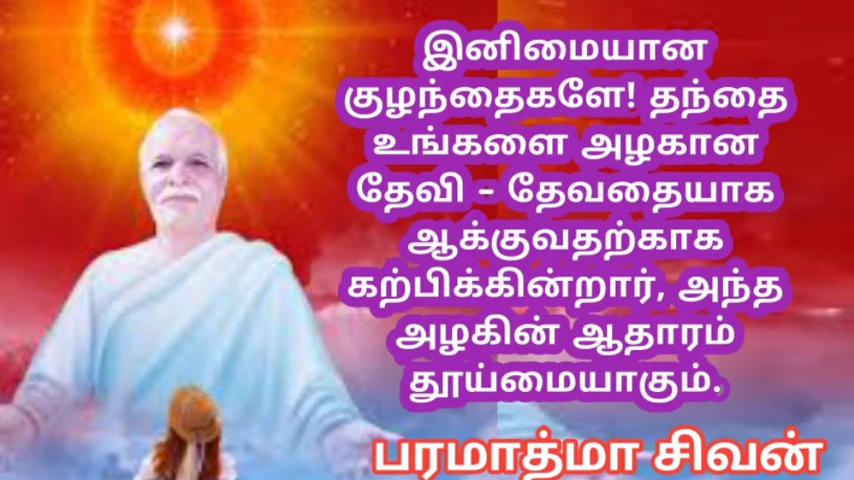 இனிமையான
குழந்தைகளே! தந்தை
உங்களை அழகான
தேவி - தேவதையாக
ஆக்குவதற்காக
கற்பிக்கின்றார், அந்த
அழகின் ஆதாரம்
தூய்மையாகும்.
பரமாத்மா சிவன்